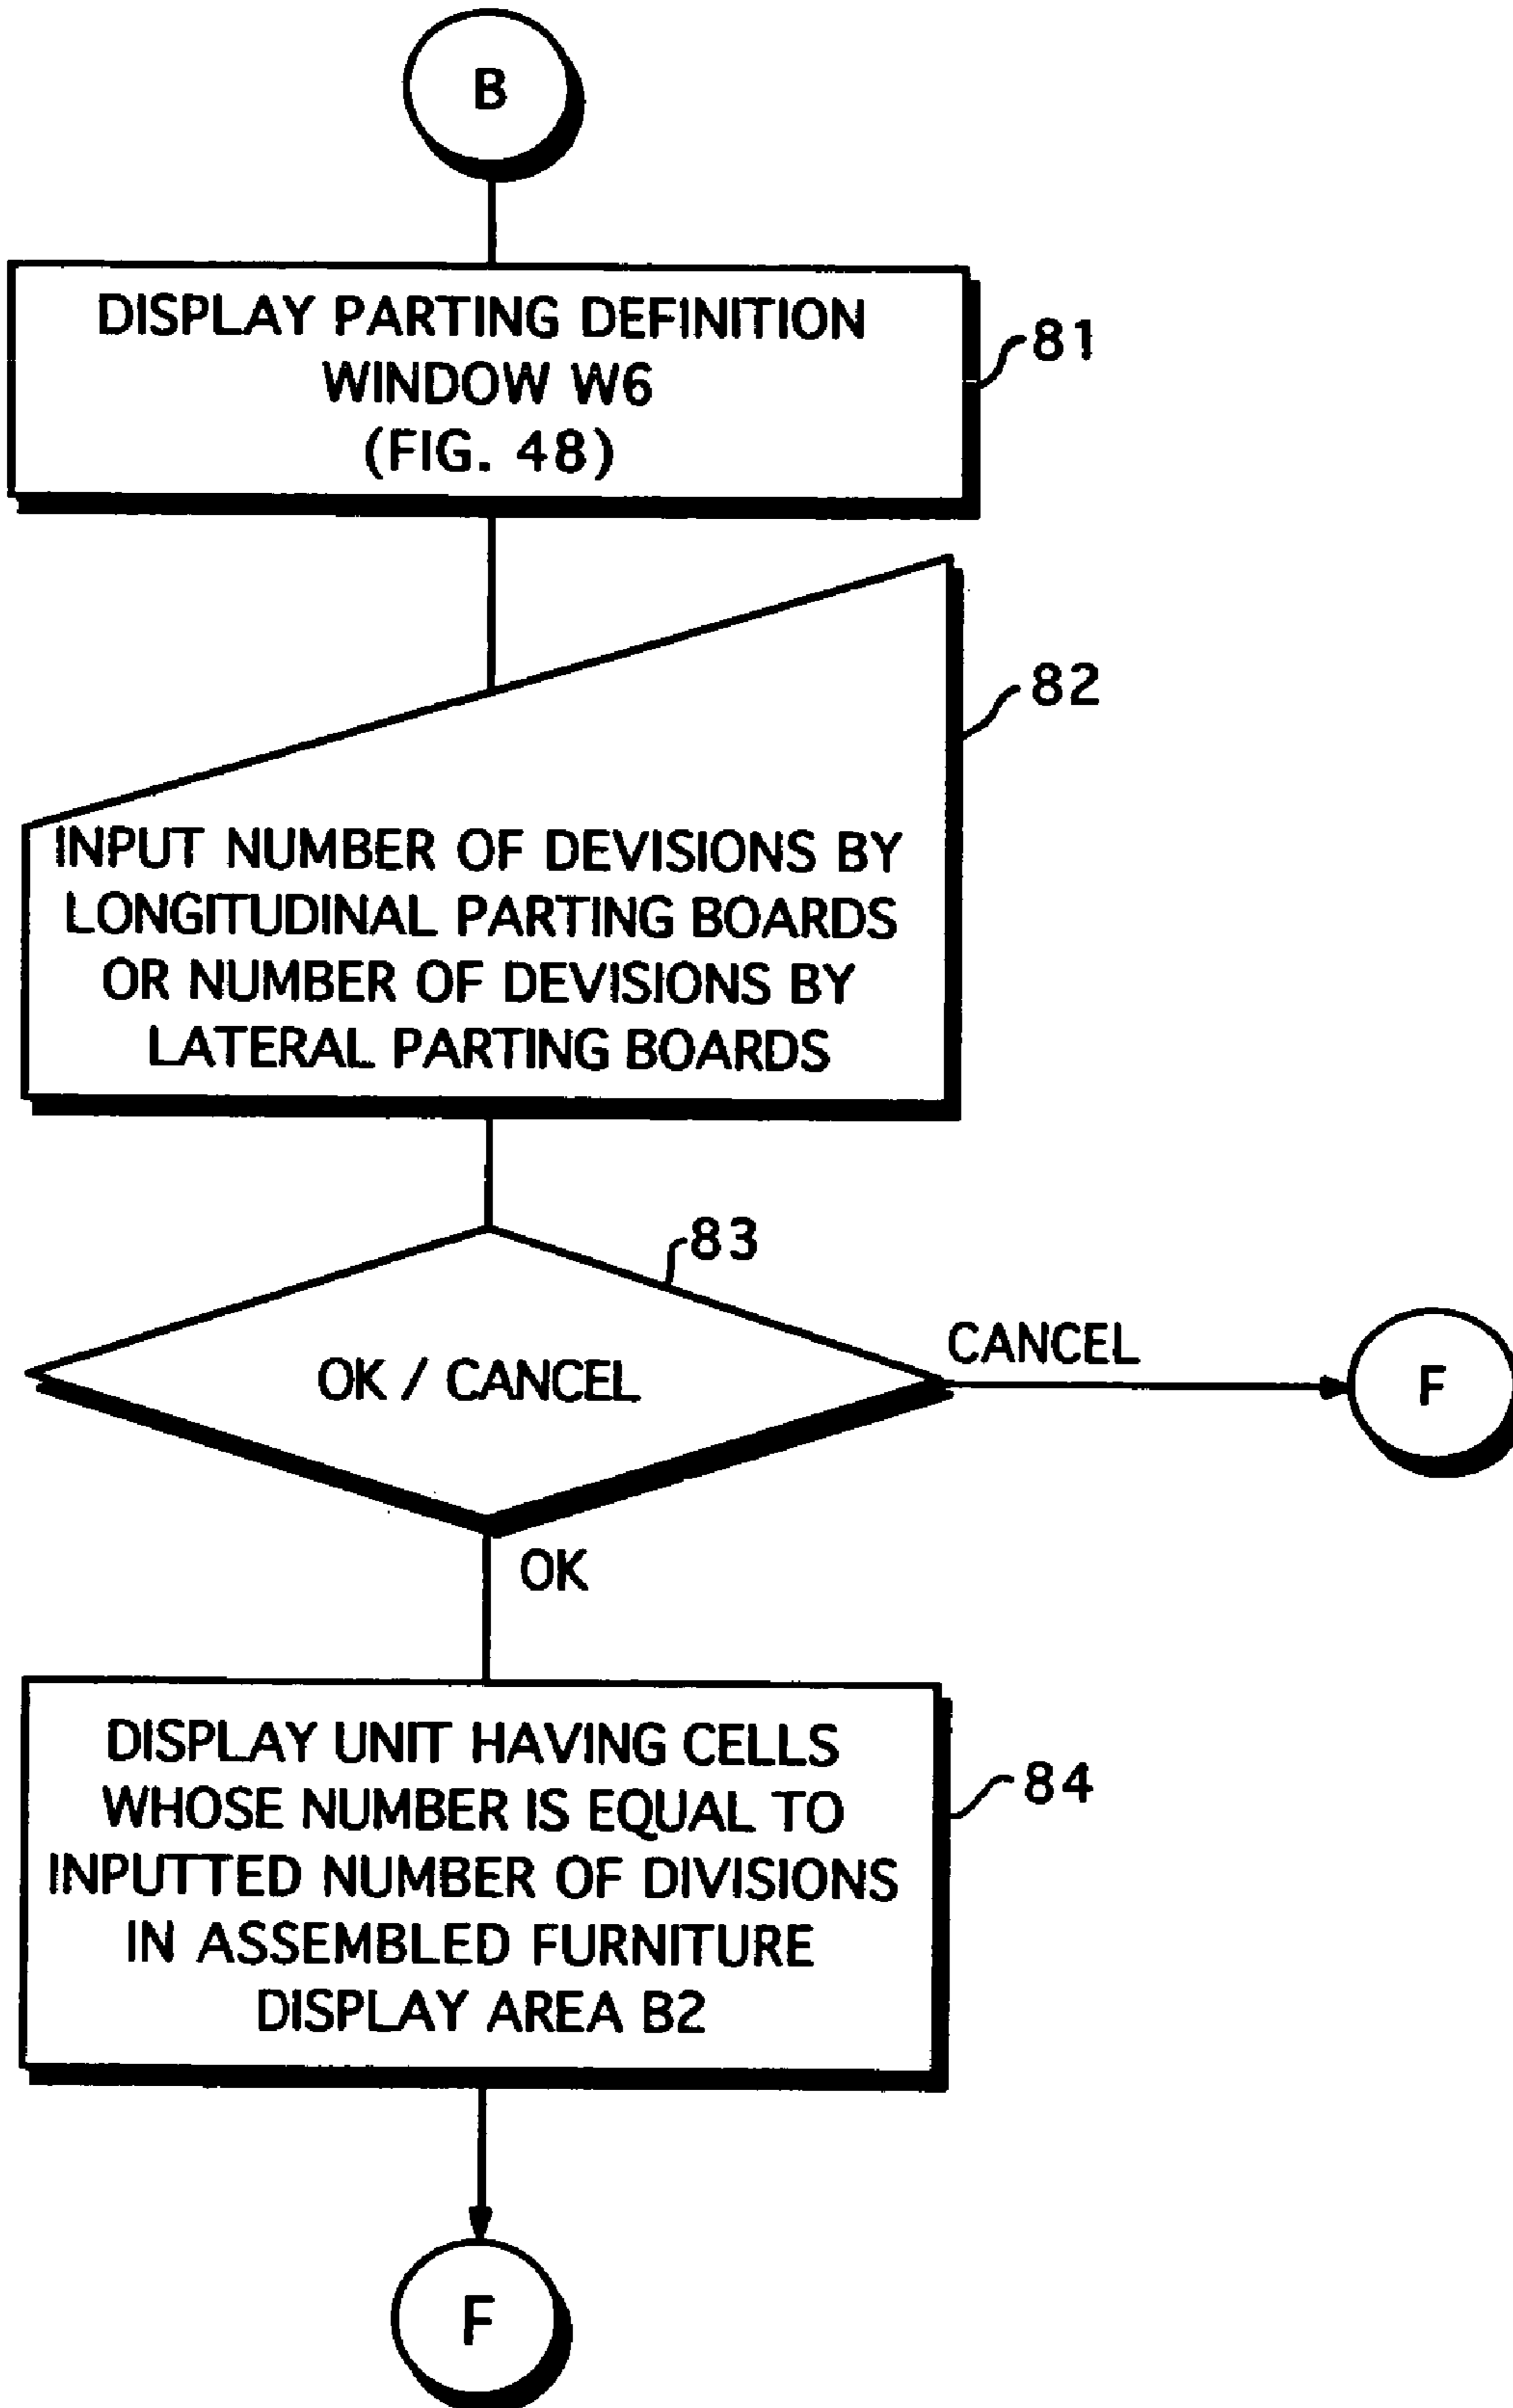 B
DISPLAY PARTING DEFINITION
WINDOW W6
(FIG. 48)
81
82
INPUT NUMBER OF DEVISIONS BY
LONGITUDINAL PARTING BOARDS
OR NUMBER OF DEVISIONS BY
LATERAL PARTING BOARDS
83
OK / CANCEL
CANCEL
F
OK
DISPLAY UNIT HAVING CELLS
WHOSE NUMBER IS EQUAL TO
INPUTTED NUMBER OF DIVISIONS
IN ASSEMBLED FURNITURE
DISPLAY AREA B2
84
F